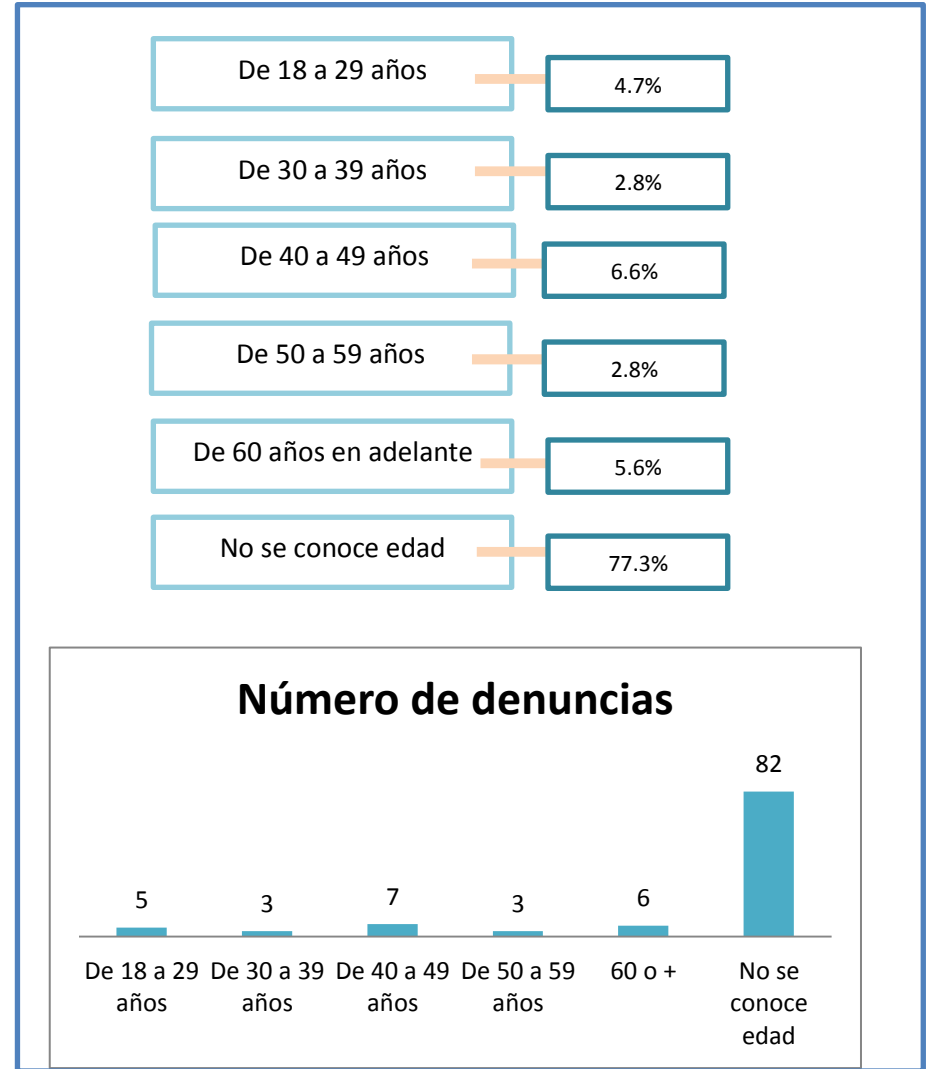 De 18 a 29 años
4.7%
De 30 a 39 años
2.8%
De 40 a 49 años
6.6%
De 50 a 59 años
2.8%
De 60 años en adelante
5.6%
No se conoce edad
77.3%
Número de denuncias
5
3
7
3
6
82
De 18 a 29
años
De 30 a 39
años
De 40 a 49
años
De 50 a 59
años
60 o +
No se
conoce
edad